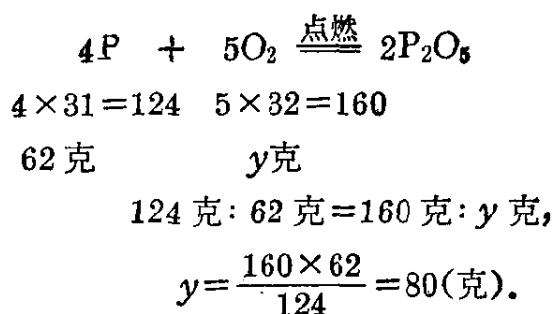 点燃
4P + 5O₂ ══ 2P₂O₅
4×31=124 5×32=160
62克 y克
124克: 62克=160克: y克,
y=160×62/124=80(克).